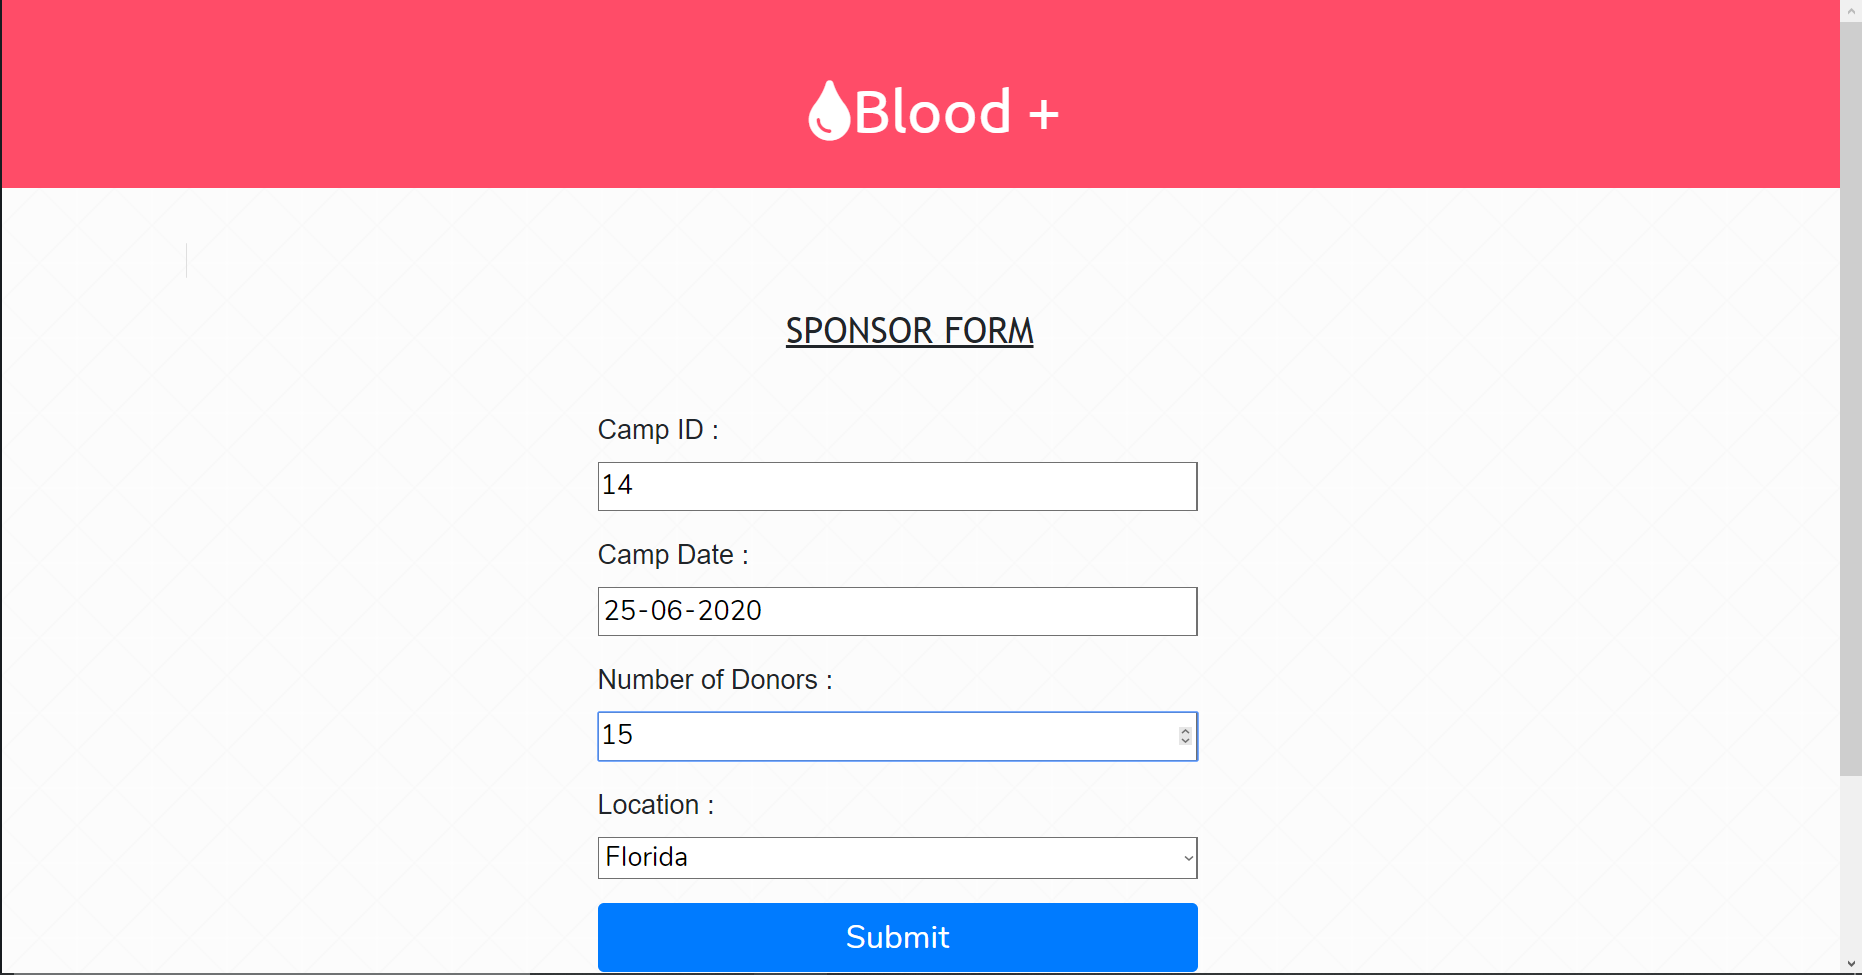 Blood +
SPONSOR FORM
Camp ID :
14
Camp Date :
25-06-2020
Number of Donors :
15
Location :
Florida
Submit